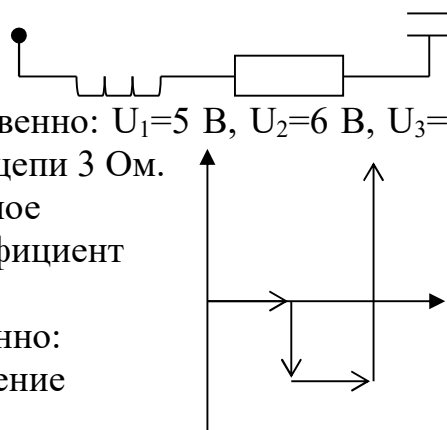 венно: U₁=5 В, U₂=6 В, U₃=
цепи 3 Ом.
ное
фициент
нно:
ение